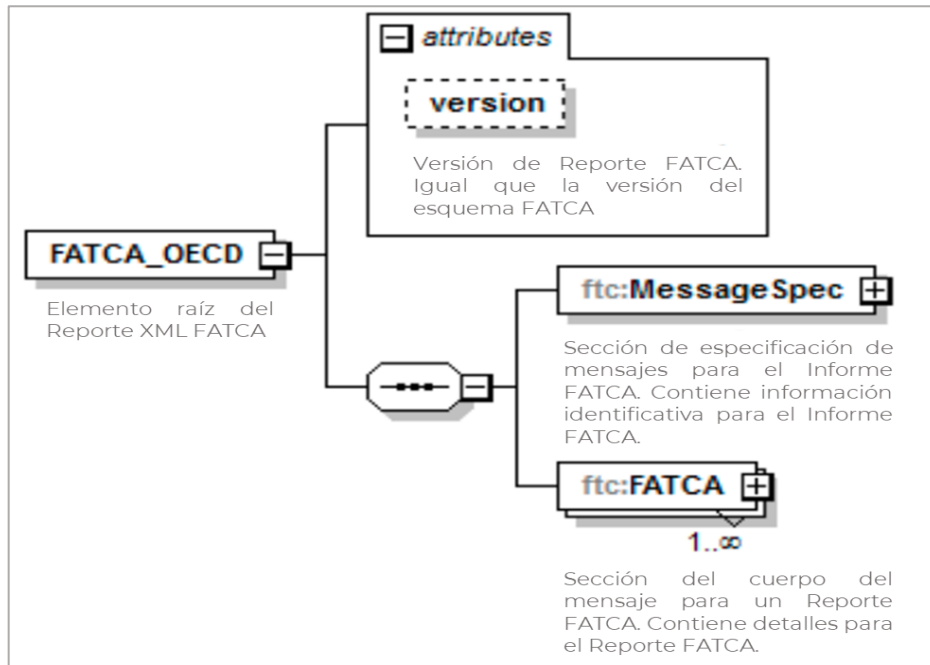 attributes
version
Versión de Reporte FATCA.
Igual que la versión del
esquema FATCA
FATCA_OECD
Elemento raíz del
Reporte XML FATCA
ftc:MessageSpec
Sección de especificación de
mensajes para el Informe
FATCA. Contiene información
identificativa para el Informe
FATCA.
ftc:FATCA
1..∞
Sección del cuerpo del
mensaje para un Reporte
FATCA. Contiene detalles para
el Reporte FATCA.